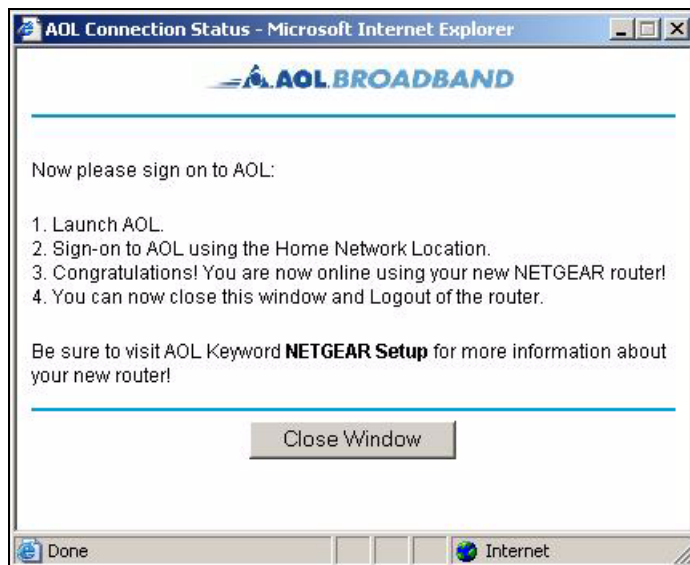 AOL Connection Status - Microsoft Internet Explorer
AOL BROADBAND
Now please sign on to AOL:
1. Launch AOL.
2. Sign-on to AOL using the Home Network Location.
3. Congratulations! You are now online using your new NETGEAR router!
4. You can now close this window and Logout of the router.
Be sure to visit AOL Keyword NETGEAR Setup for more information about
your new router!
Close Window
Done
Internet